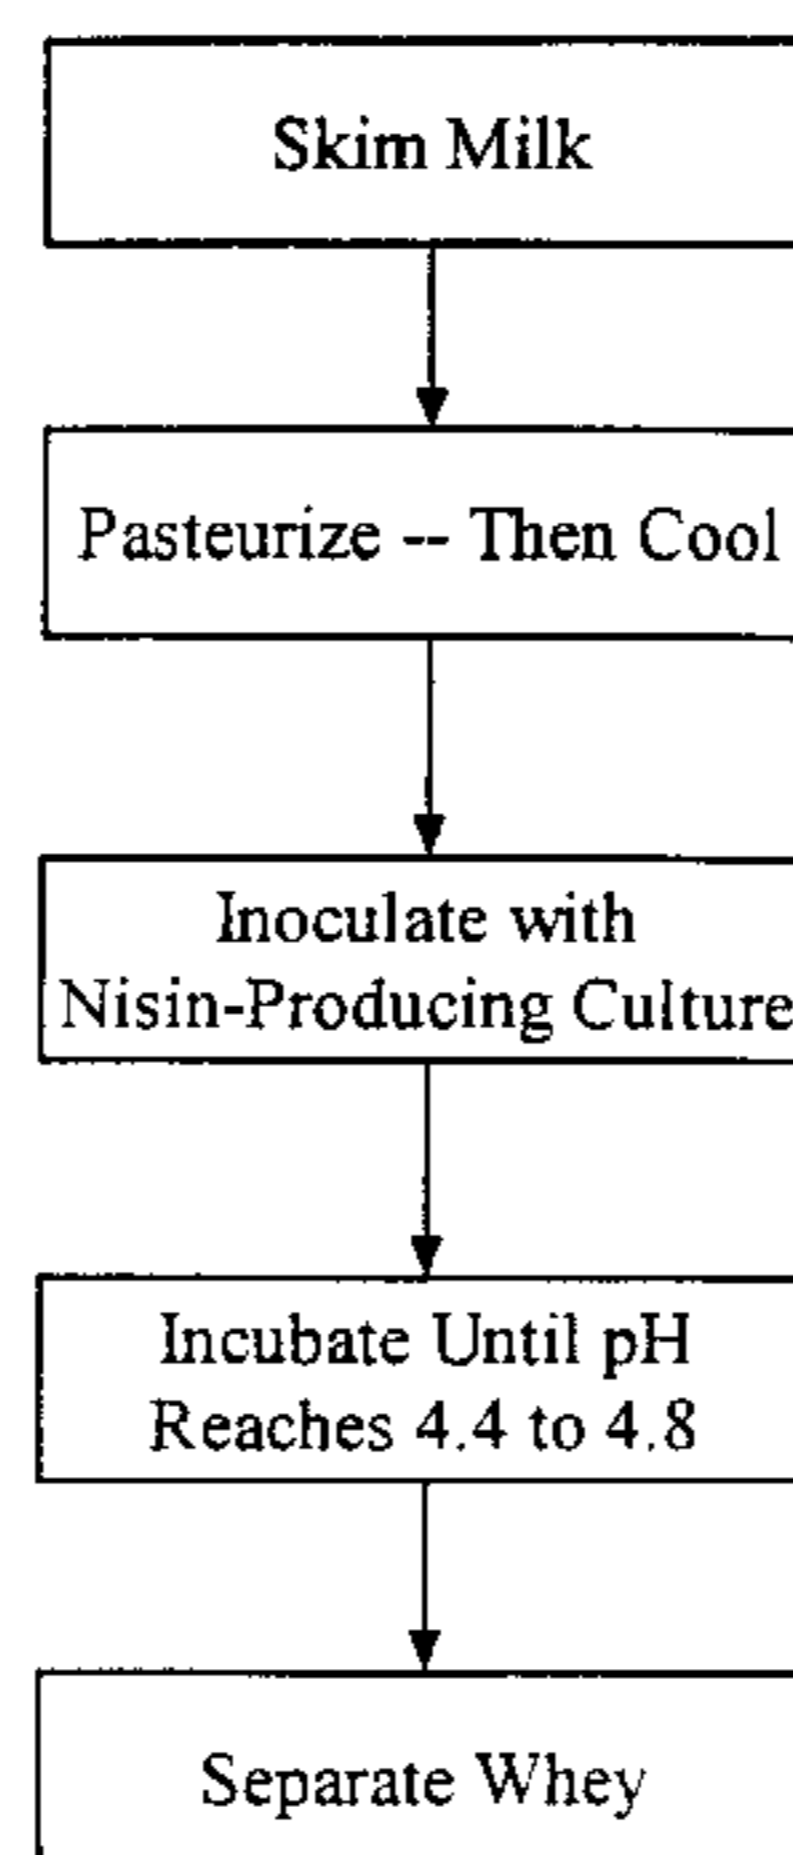 Skim Milk
Pasteurize -- Then Cool
Inoculate with
Nisin-Producing Culture
Incubate Until pH
Reaches 4.4 to 4.8
Separate Whey